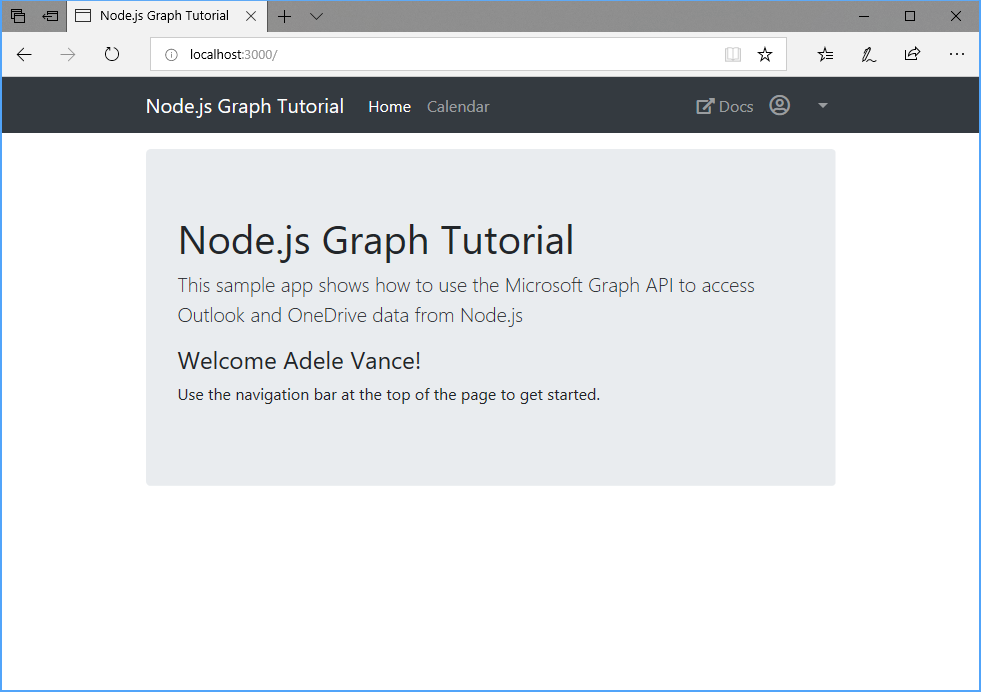 Node.js Graph Tutorial
localhost:3000/
Node.js Graph Tutorial Home Calendar Docs
Node.js Graph Tutorial
This sample app shows how to use the Microsoft Graph API to access
Outlook and OneDrive data from Node.js
Welcome Adele Vance!
Use the navigation bar at the top of the page to get started.